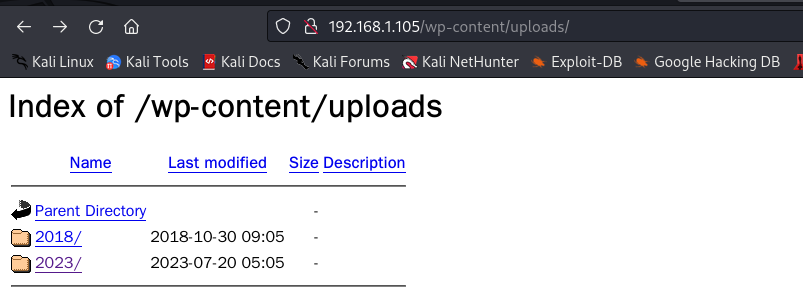 192.168.1.105/wp-content/uploads/
Kali Linux Kali Tools Kali Docs Kali Forums Kali NetHunter Exploit-DB Google Hacking DB
Index of /wp-content/uploads
Name Last modified Size Description
Parent Directory -
2018/ 2018-10-30 09:05 -
2023/ 2023-07-20 05:05 -